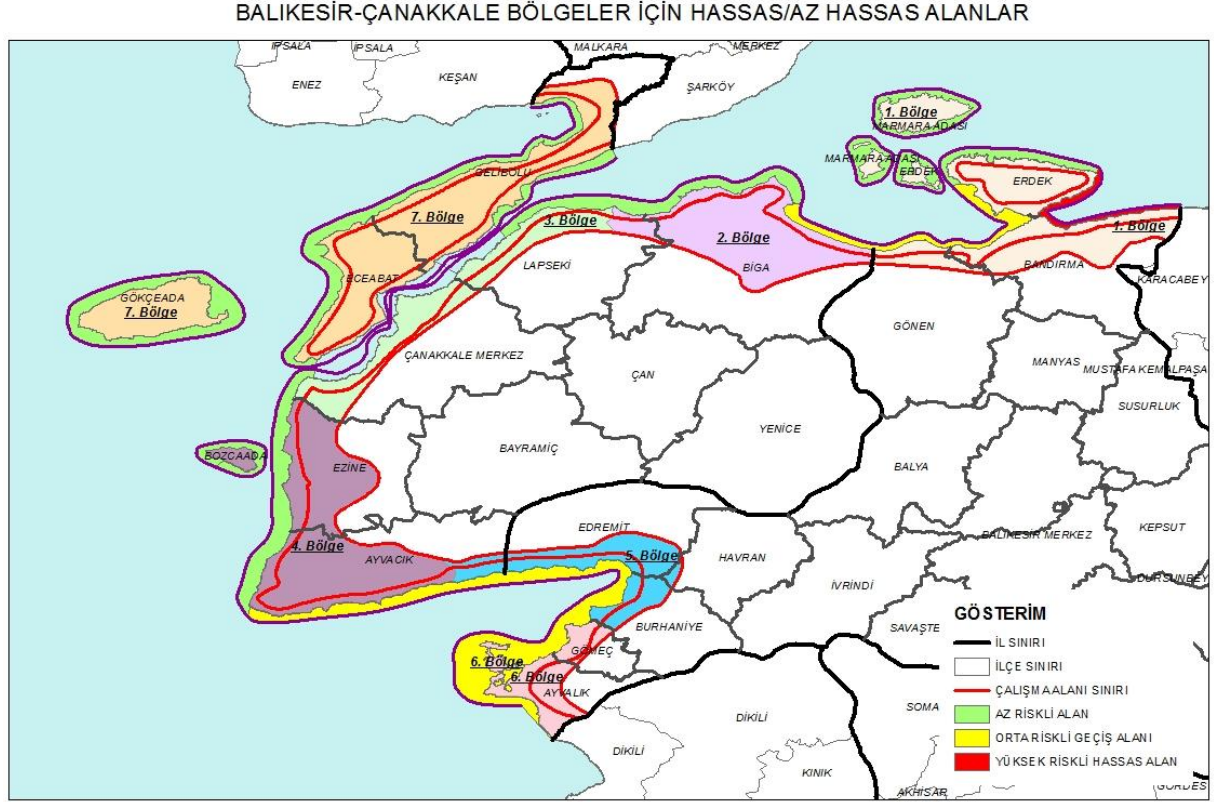 BALIKESİR-ÇANAKKALE BÖLGELER İÇİN HASSAS/AZ HASSAS ALANLAR
İPSALA
İPSALA
MALKARA
MERKEZ
ENEZ
KEŞAN
ŞARKÖY
1. Bölge
MARMARA ADASI
MARMARA ADASI
ERDEK
ERDEK
GELİBOLU
7. Bölge
3. Bölge
2. Bölge
1. Bölge
LAPSEKİ
BİGA
BANDIRMA
ECEABAT
KARACABEY
GÖKÇEADA
7. Bölge
GÖNEN
ÇANAKKALE MERKEZ
ÇAN
MANYAS
MUSTAFA KEMALPAŞA
SUSURLUK
YENİCE
BAYRAMİÇ
BOZCAADA
EZİNE
BALYA
EDREMİT
KEPSUT
BALIKESİR MERKEZ
4. Bölge
AYVACIK
5. Bölge
HAVRAN
İVRİNDİ
DURSUNBEY
BURHANİYE
SAVAŞTE
GÖMEÇ
6. Bölge
6. Bölge
AYVALIK
DİKİLİ
SOMA
DİKİLİ
KINIK
AKHİSAR
GÖRDES
GÖSTERİM
İL SINIRI
İLÇE SINIRI
ÇALIŞMA ALANI SINIRI
AZ RİSKLİ ALAN
ORTA RİSKLİ GEÇİŞ ALANI
YÜKSEK RİSKLİ HASSAS ALAN